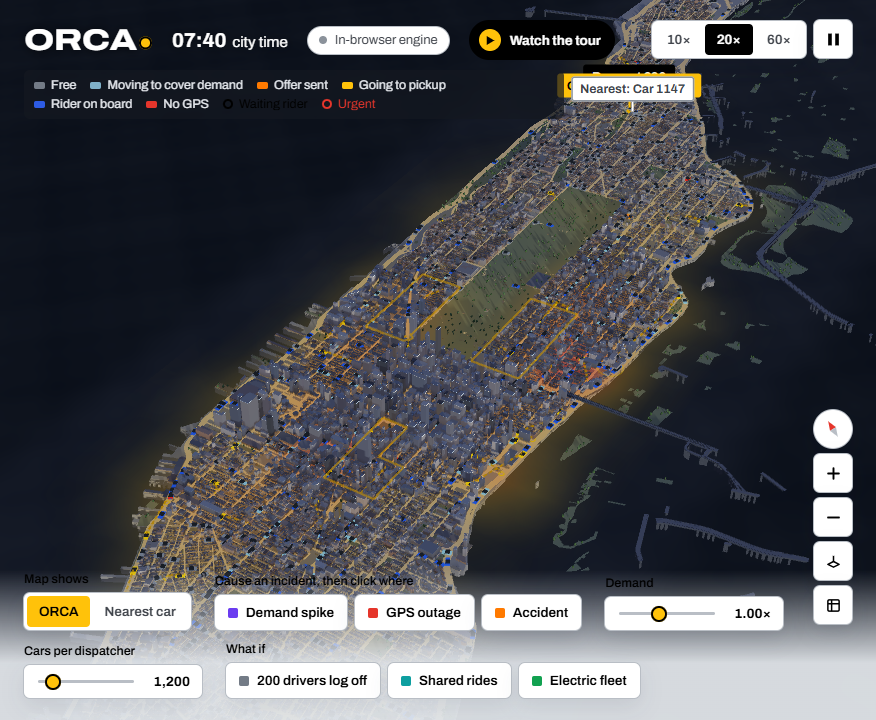 ORCA
07:40 city time
In-browser engine
Watch the tour
10×
20×
60×
Free
Moving to cover demand
Offer sent
Going to pickup
Rider on board
No GPS
Waiting rider
Urgent
Nearest: Car 1147
Map shows
ORCA
Nearest car
Cause an incident, then click where
Demand spike
GPS outage
Accident
Demand
1.00×
Cars per dispatcher
1,200
What if
200 drivers log off
Shared rides
Electric fleet